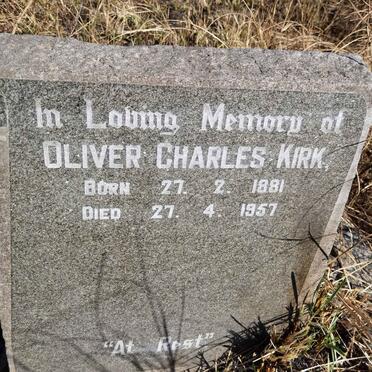 In Loving Memory of
OLIVER CHARLES KIRK.
BORN 27. 2. 1881
DIED 27. 4. 1957
"At Rest"